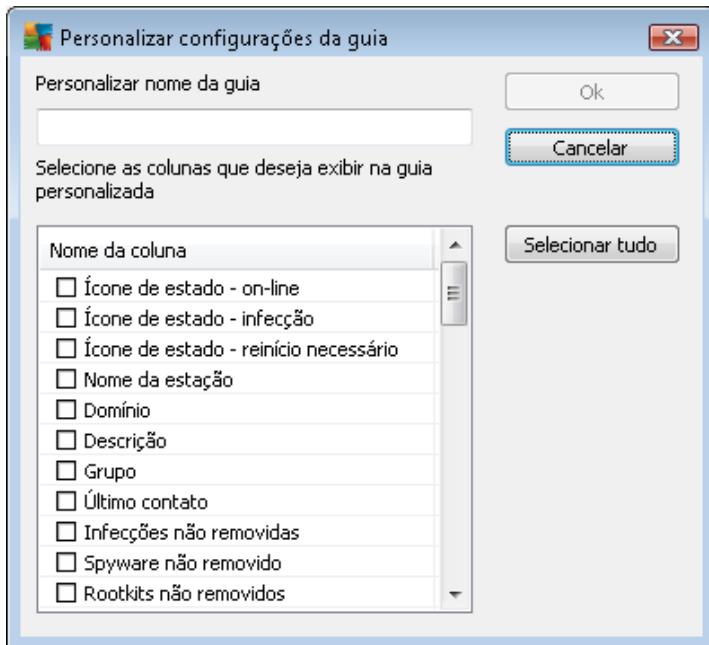 Personalizar configurações da guia
Personalizar nome da guia
Ok
Cancelar
Selecione as colunas que deseja exibir na guia
personalizada
Selecionar tudo
Nome da coluna
Ícone de estado - on-line
Ícone de estado - infecção
Ícone de estado - reinício necessário
Nome da estação
Domínio
Descrição
Grupo
Último contato
Infecções não removidas
Spyware não removido
Rootkits não removidos